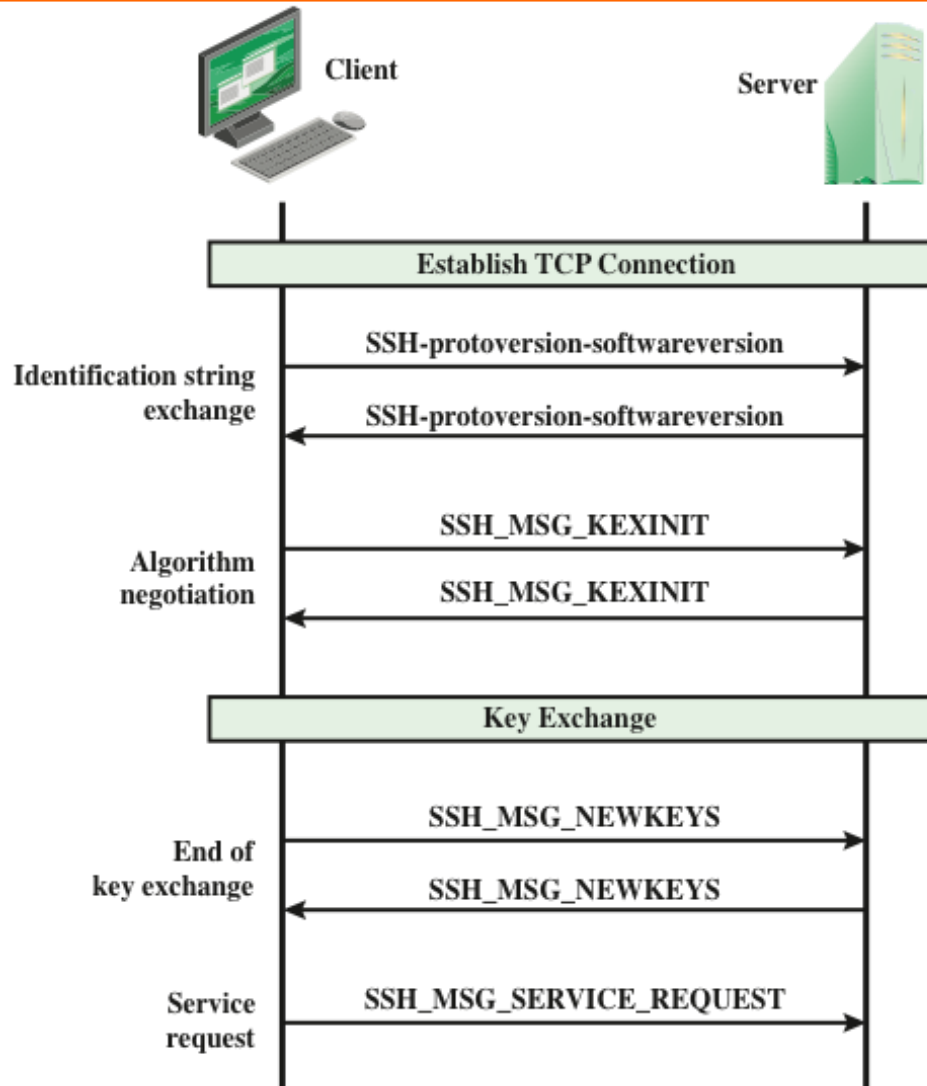 Client
Server
Establish TCP Connection
SSH-protoversion-softwareversion
Identification string
exchange
SSH-protoversion-softwareversion
SSH_MSG_KEXINIT
Algorithm
negotiation
SSH_MSG_KEXINIT
Key Exchange
SSH_MSG_NEWKEYS
End of
key exchange
SSH_MSG_NEWKEYS
SSH_MSG_SERVICE_REQUEST
Service
request